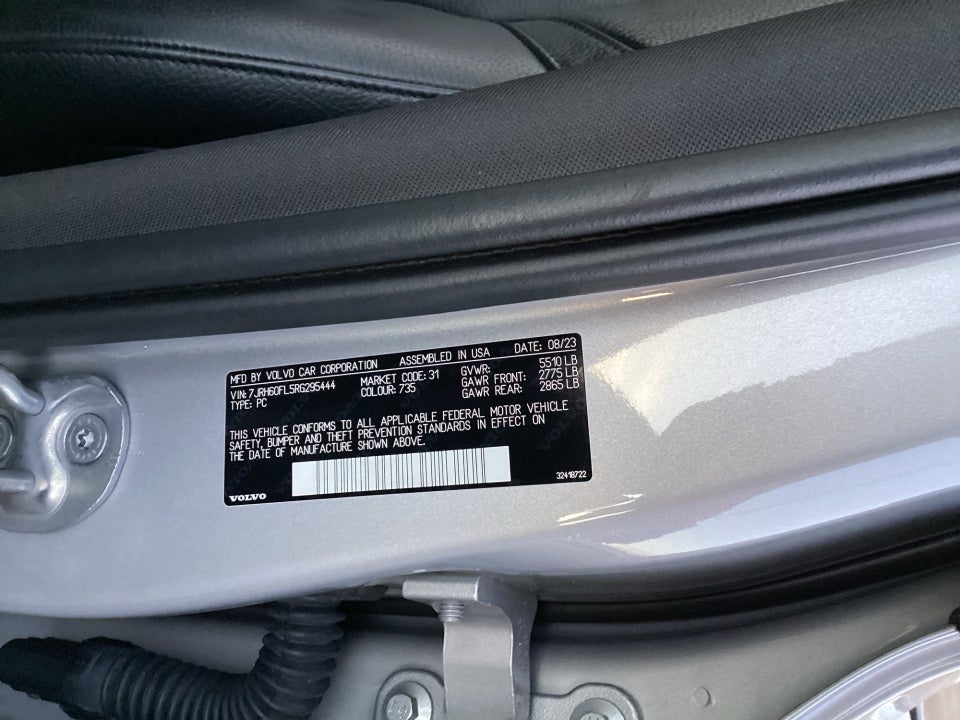 MFD BY VOLVO CAR CORPORATION ASSEMBLED IN USA DATE: 08/23
VIN: 7JRH60FL5RG295444 MARKET CODE: 31 GVWR: 5510 LB
TYPE: PC COLOUR: 735 GAWR FRONT: 2775 LB
GAWR REAR: 2865 LB
THIS VEHICLE CONFORMS TO ALL APPLICABLE FEDERAL MOTOR VEHICLE
SAFETY, BUMPER AND THEFT PREVENTION STANDARDS IN EFFECT ON
THE DATE OF MANUFACTURE SHOWN ABOVE.
VOLVO 32418722